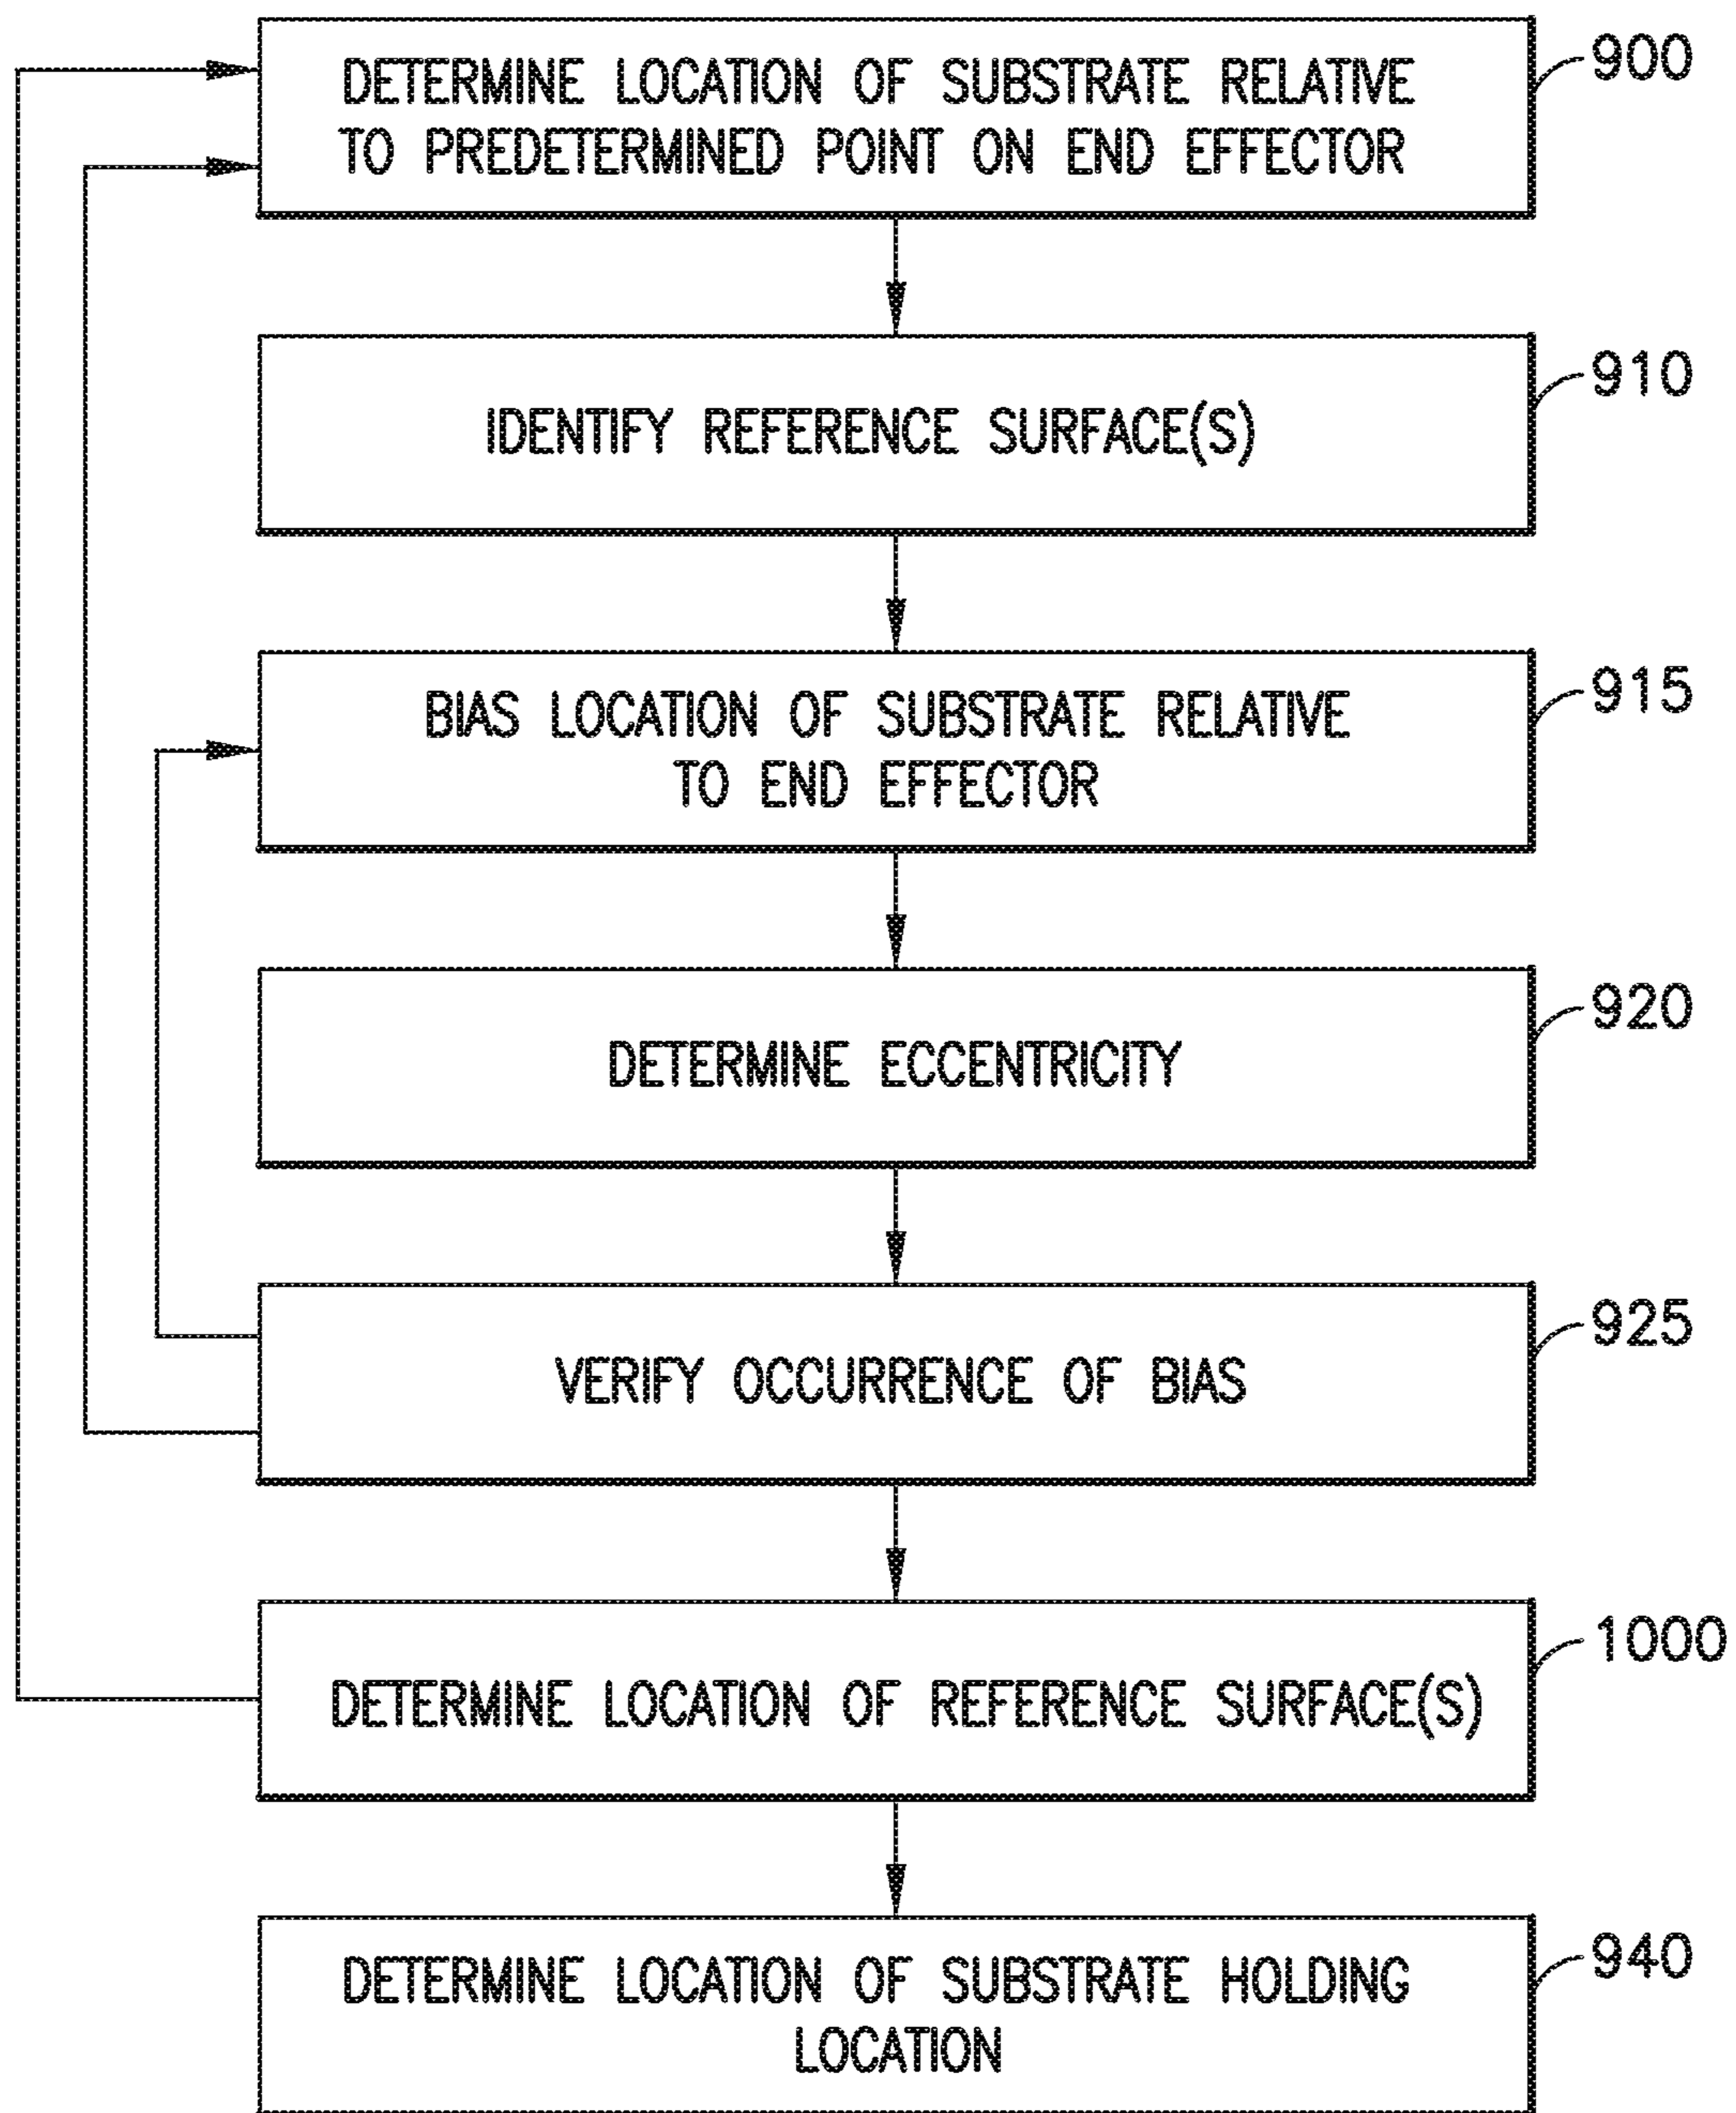 DETERMINE LOCATION OF SUBSTRATE RELATIVE
TO PREDETERMINED POINT ON END EFFECTOR
900
IDENTIFY REFERENCE SURFACE(S)
910
BIAS LOCATION OF SUBSTRATE RELATIVE
TO END EFFECTOR
915
DETERMINE ECCENTRICITY
920
VERIFY OCCURRENCE OF BIAS
925
DETERMINE LOCATION OF REFERENCE SURFACE(S)
1000
DETERMINE LOCATION OF SUBSTRATE HOLDING
LOCATION
940